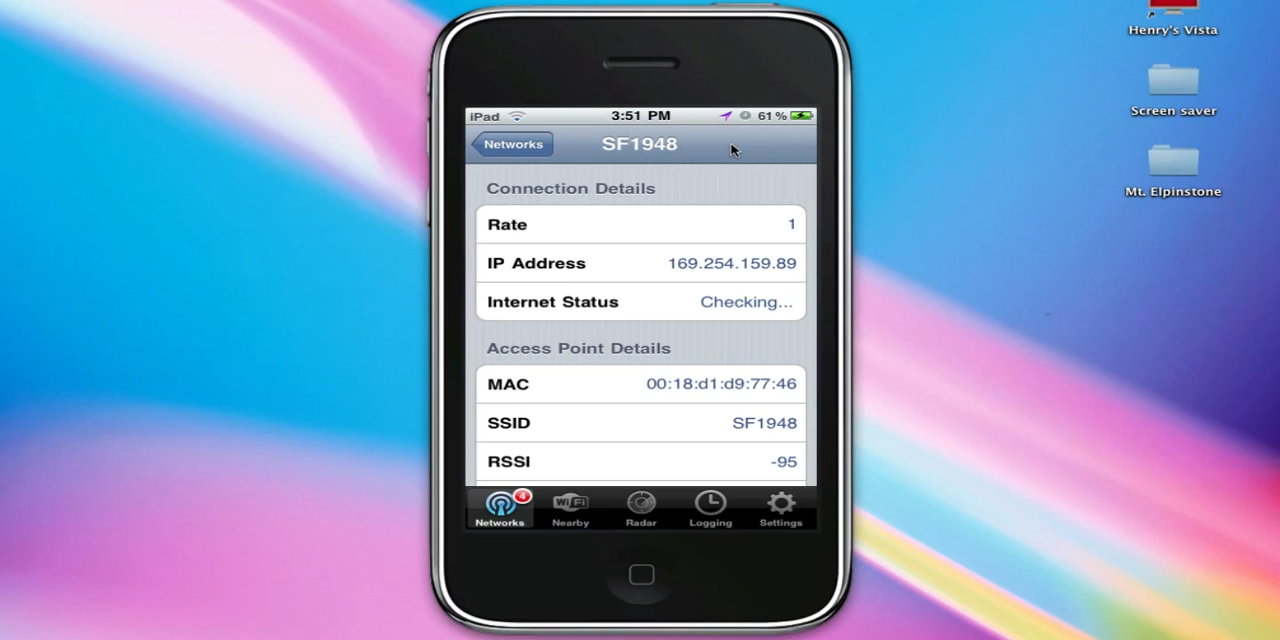 Henry's Vista
Screen saver
Mt. Elpinstone
iPad 3:51 PM 61%
Networks SF1948
Connection Details
Rate 1
IP Address 169.254.159.89
Internet Status Checking...
Access Point Details
MAC 00:18:d1:d9:77:46
SSID SF1948
RSSI -95
4
WiFi
Networks Nearby Radar Logging Settings